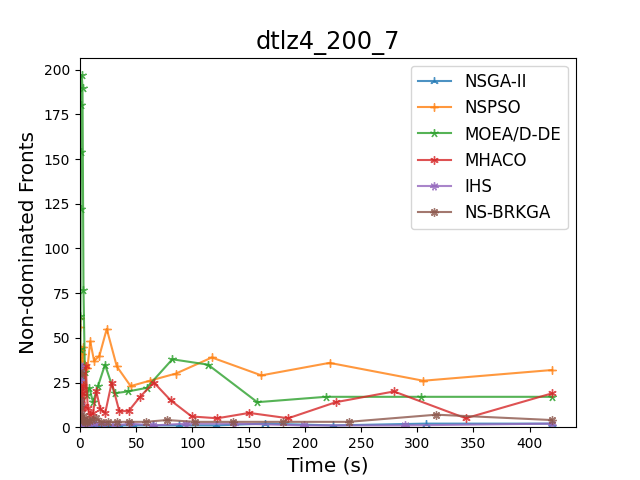 dtlz4_200_7
Non-dominated Fronts
200
175
150
125
100
75
50
25
0
0 50 100 150 200 250 300 350 400
Time (s)
NSGA-II
NSPSO
MOEA/D-DE
MHACO
IHS
NS-BRKGA